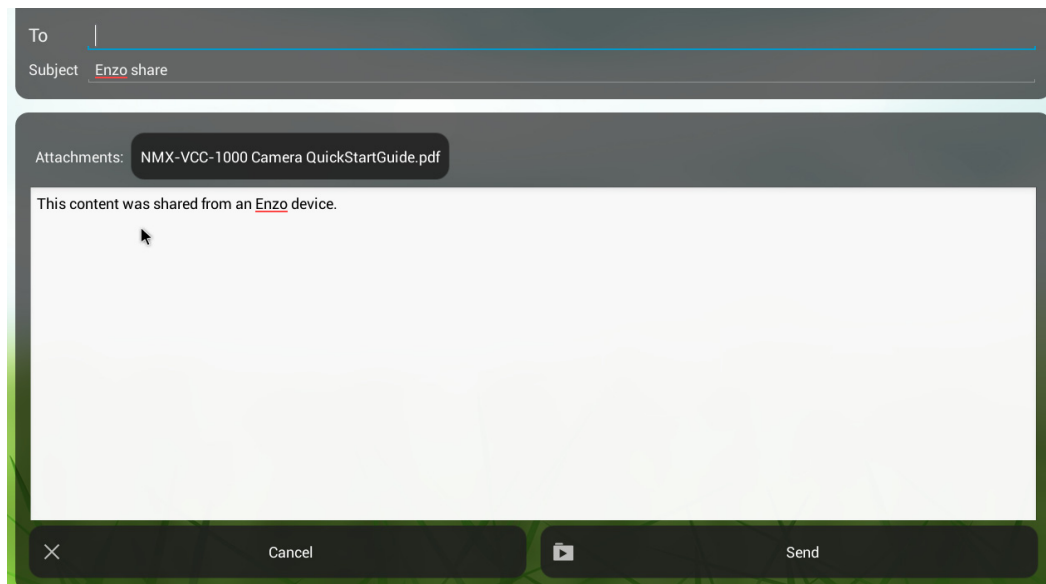 To
Subject Enzo share
Attachments: NMX-VCC-1000 Camera QuickStartGuide.pdf
This content was shared from an Enzo device.
Cancel Send